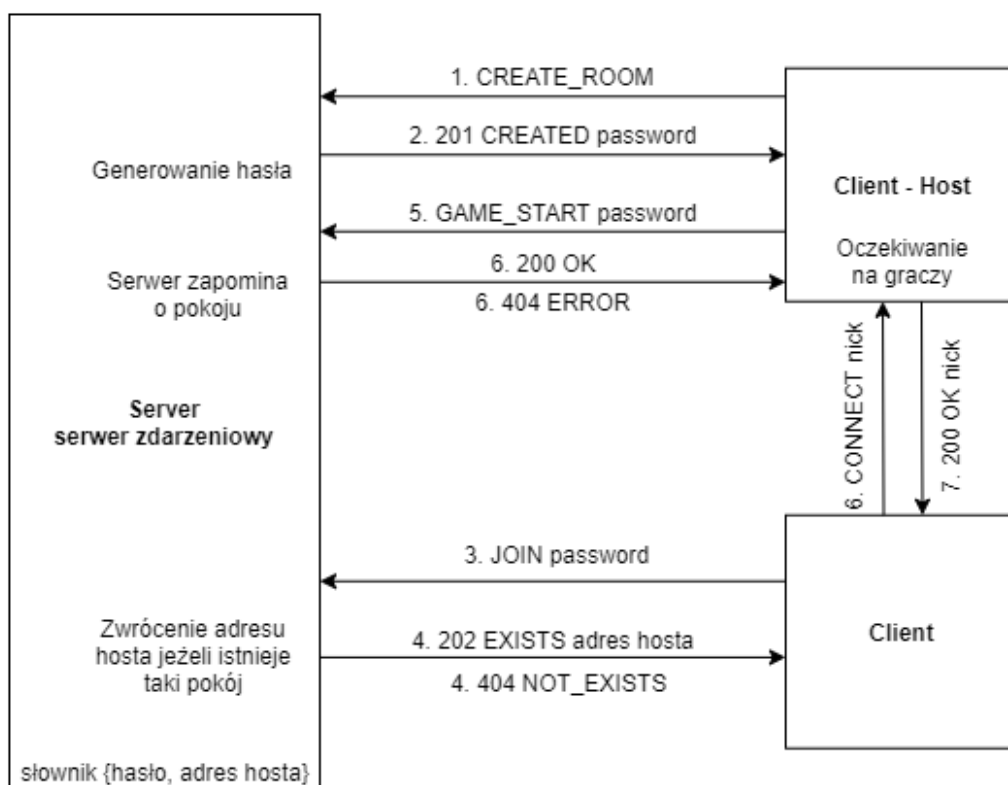 1. CREATE_ROOM
2. 201 CREATED password
Generowanie hasła
Client - Host
5. GAME_START password
Oczekiwanie
na graczy
6. 200 OK
Serwer zapomina
o pokoju
6. 404 ERROR
6. CONNECT nick
7. 200 OK nick
Server
serwer zdarzeniowy
3. JOIN password
Zwrócenie adresu
hosta jeżeli istnieje
taki pokój
4. 202 EXISTS adres hosta
Client
4. 404 NOT_EXISTS
słownik {hasło, adres hosta}